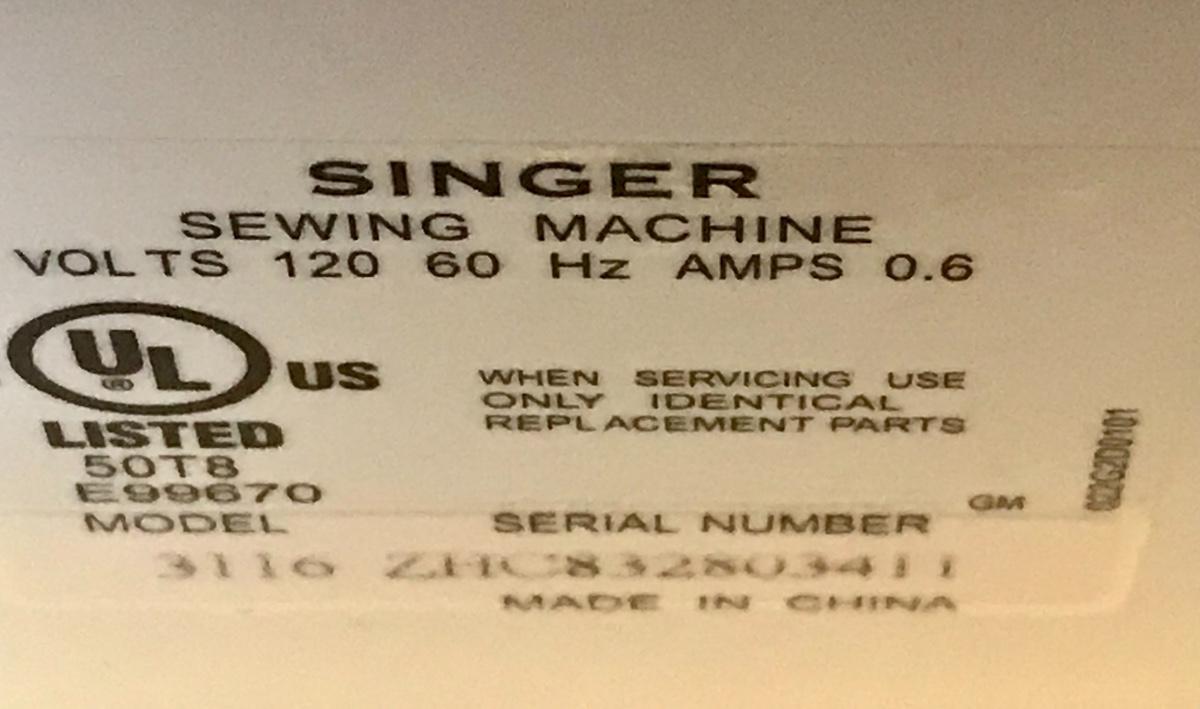 SINGER
SEWING MACHINE
VOLTS 120 60 Hz AMPS 0.6
UL ® US
LISTED
50T8
E99670
WHEN SERVICING USE
ONLY IDENTICAL
REPLACEMENT PARTS
GM
MODEL SERIAL NUMBER
3116 ZHC832803411
MADE IN CHINA